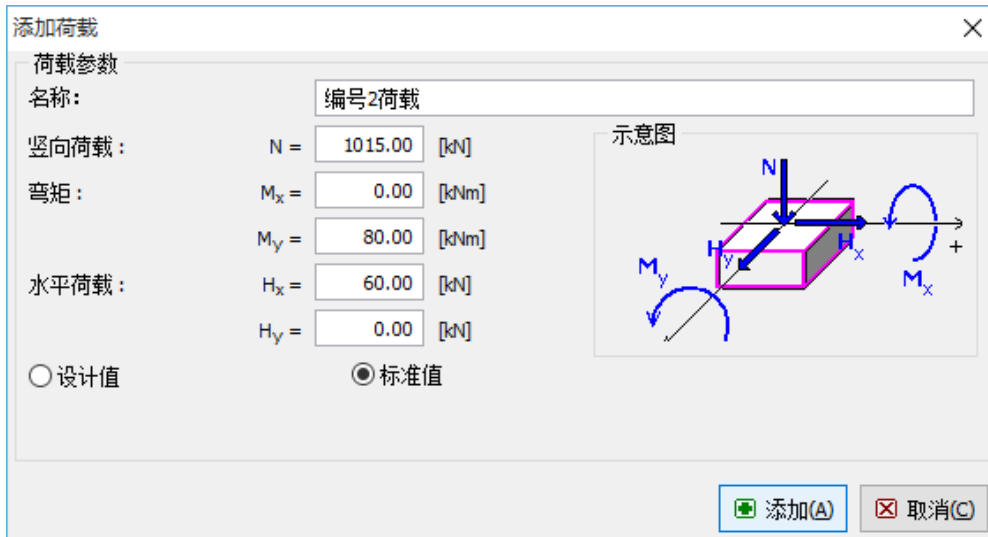 添加荷载
荷载参数
名称: 编号2荷载
竖向荷载: N = 1015.00 [kN]
弯矩: Mx = 0.00 [kNm]
My = 80.00 [kNm]
水平荷载: Hx = 60.00 [kN]
Hy = 0.00 [kN]
设计值 标准值
示意图
N
Hy Hx +
My Mx
添加(A) 取消(C)